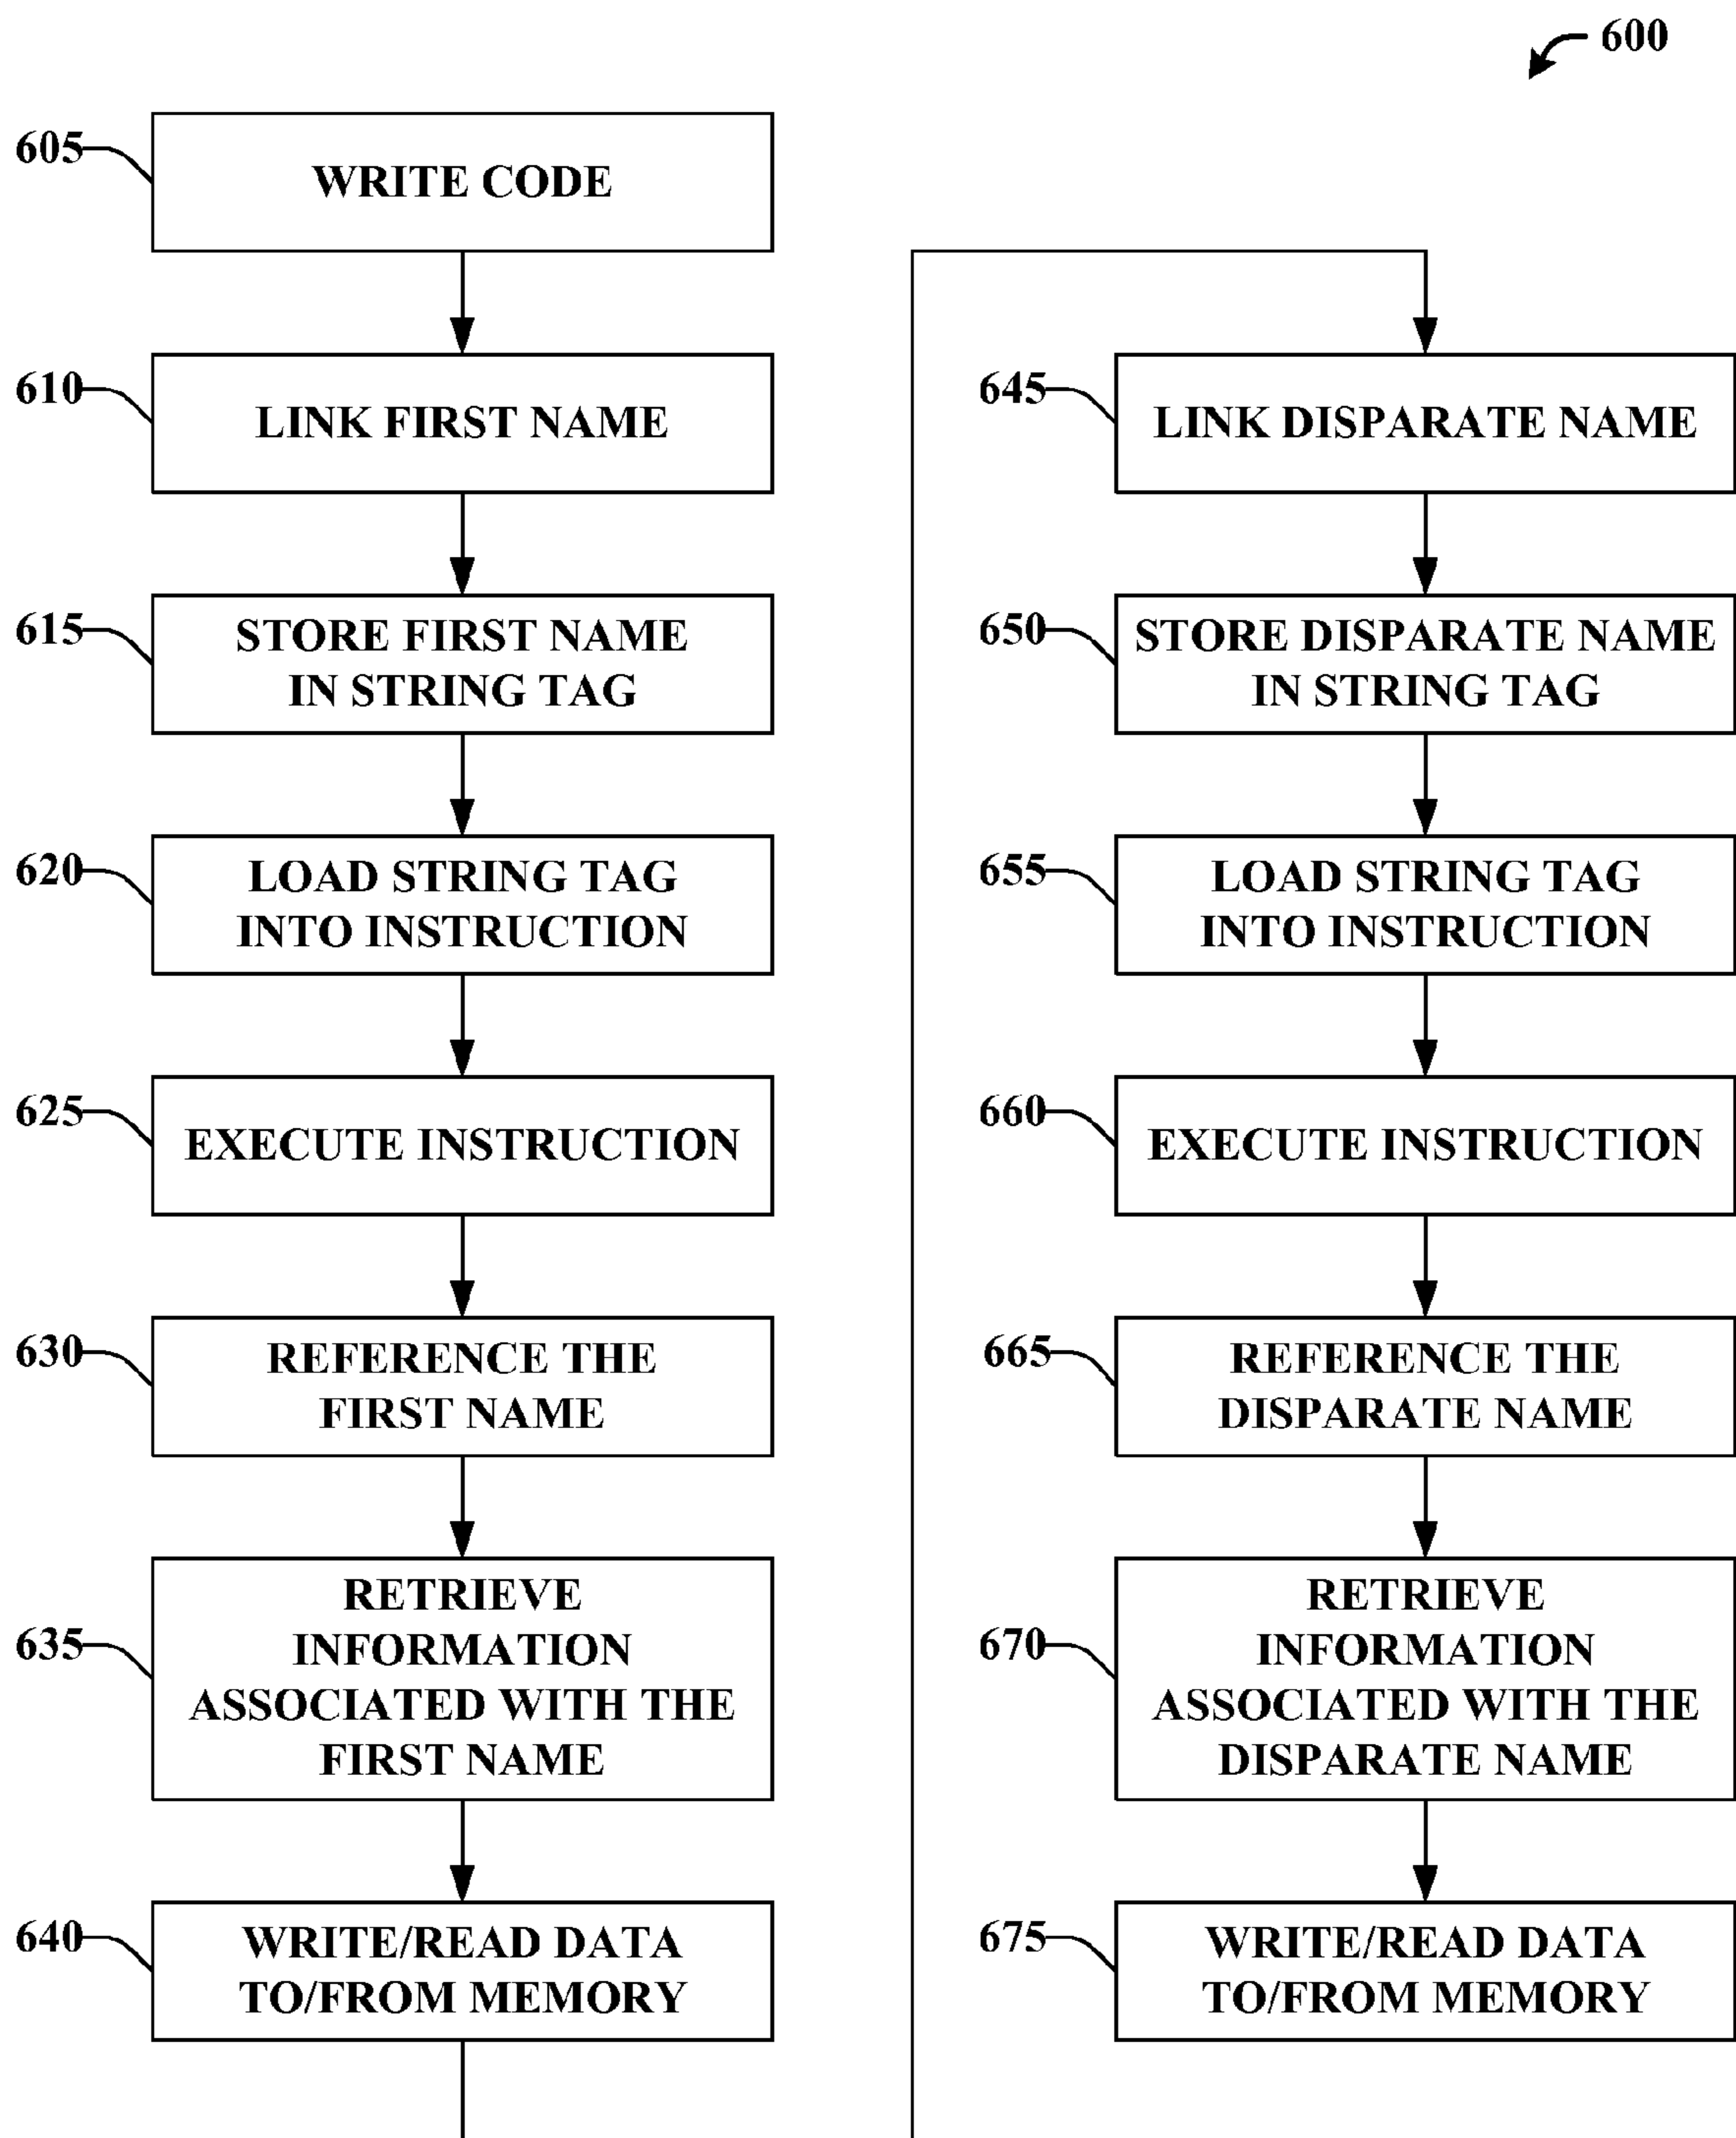 600
605
WRITE CODE
610
LINK FIRST NAME
615
STORE FIRST NAME
IN STRING TAG
620
LOAD STRING TAG
INTO INSTRUCTION
625
EXECUTE INSTRUCTION
630
REFERENCE THE
FIRST NAME
635
RETRIEVE
INFORMATION
ASSOCIATED WITH THE
FIRST NAME
640
WRITE/READ DATA
TO/FROM MEMORY
645
LINK DISPARATE NAME
650
STORE DISPARATE NAME
IN STRING TAG
655
LOAD STRING TAG
INTO INSTRUCTION
660
EXECUTE INSTRUCTION
665
REFERENCE THE
DISPARATE NAME
670
RETRIEVE
INFORMATION
ASSOCIATED WITH THE
DISPARATE NAME
675
WRITE/READ DATA
TO/FROM MEMORY